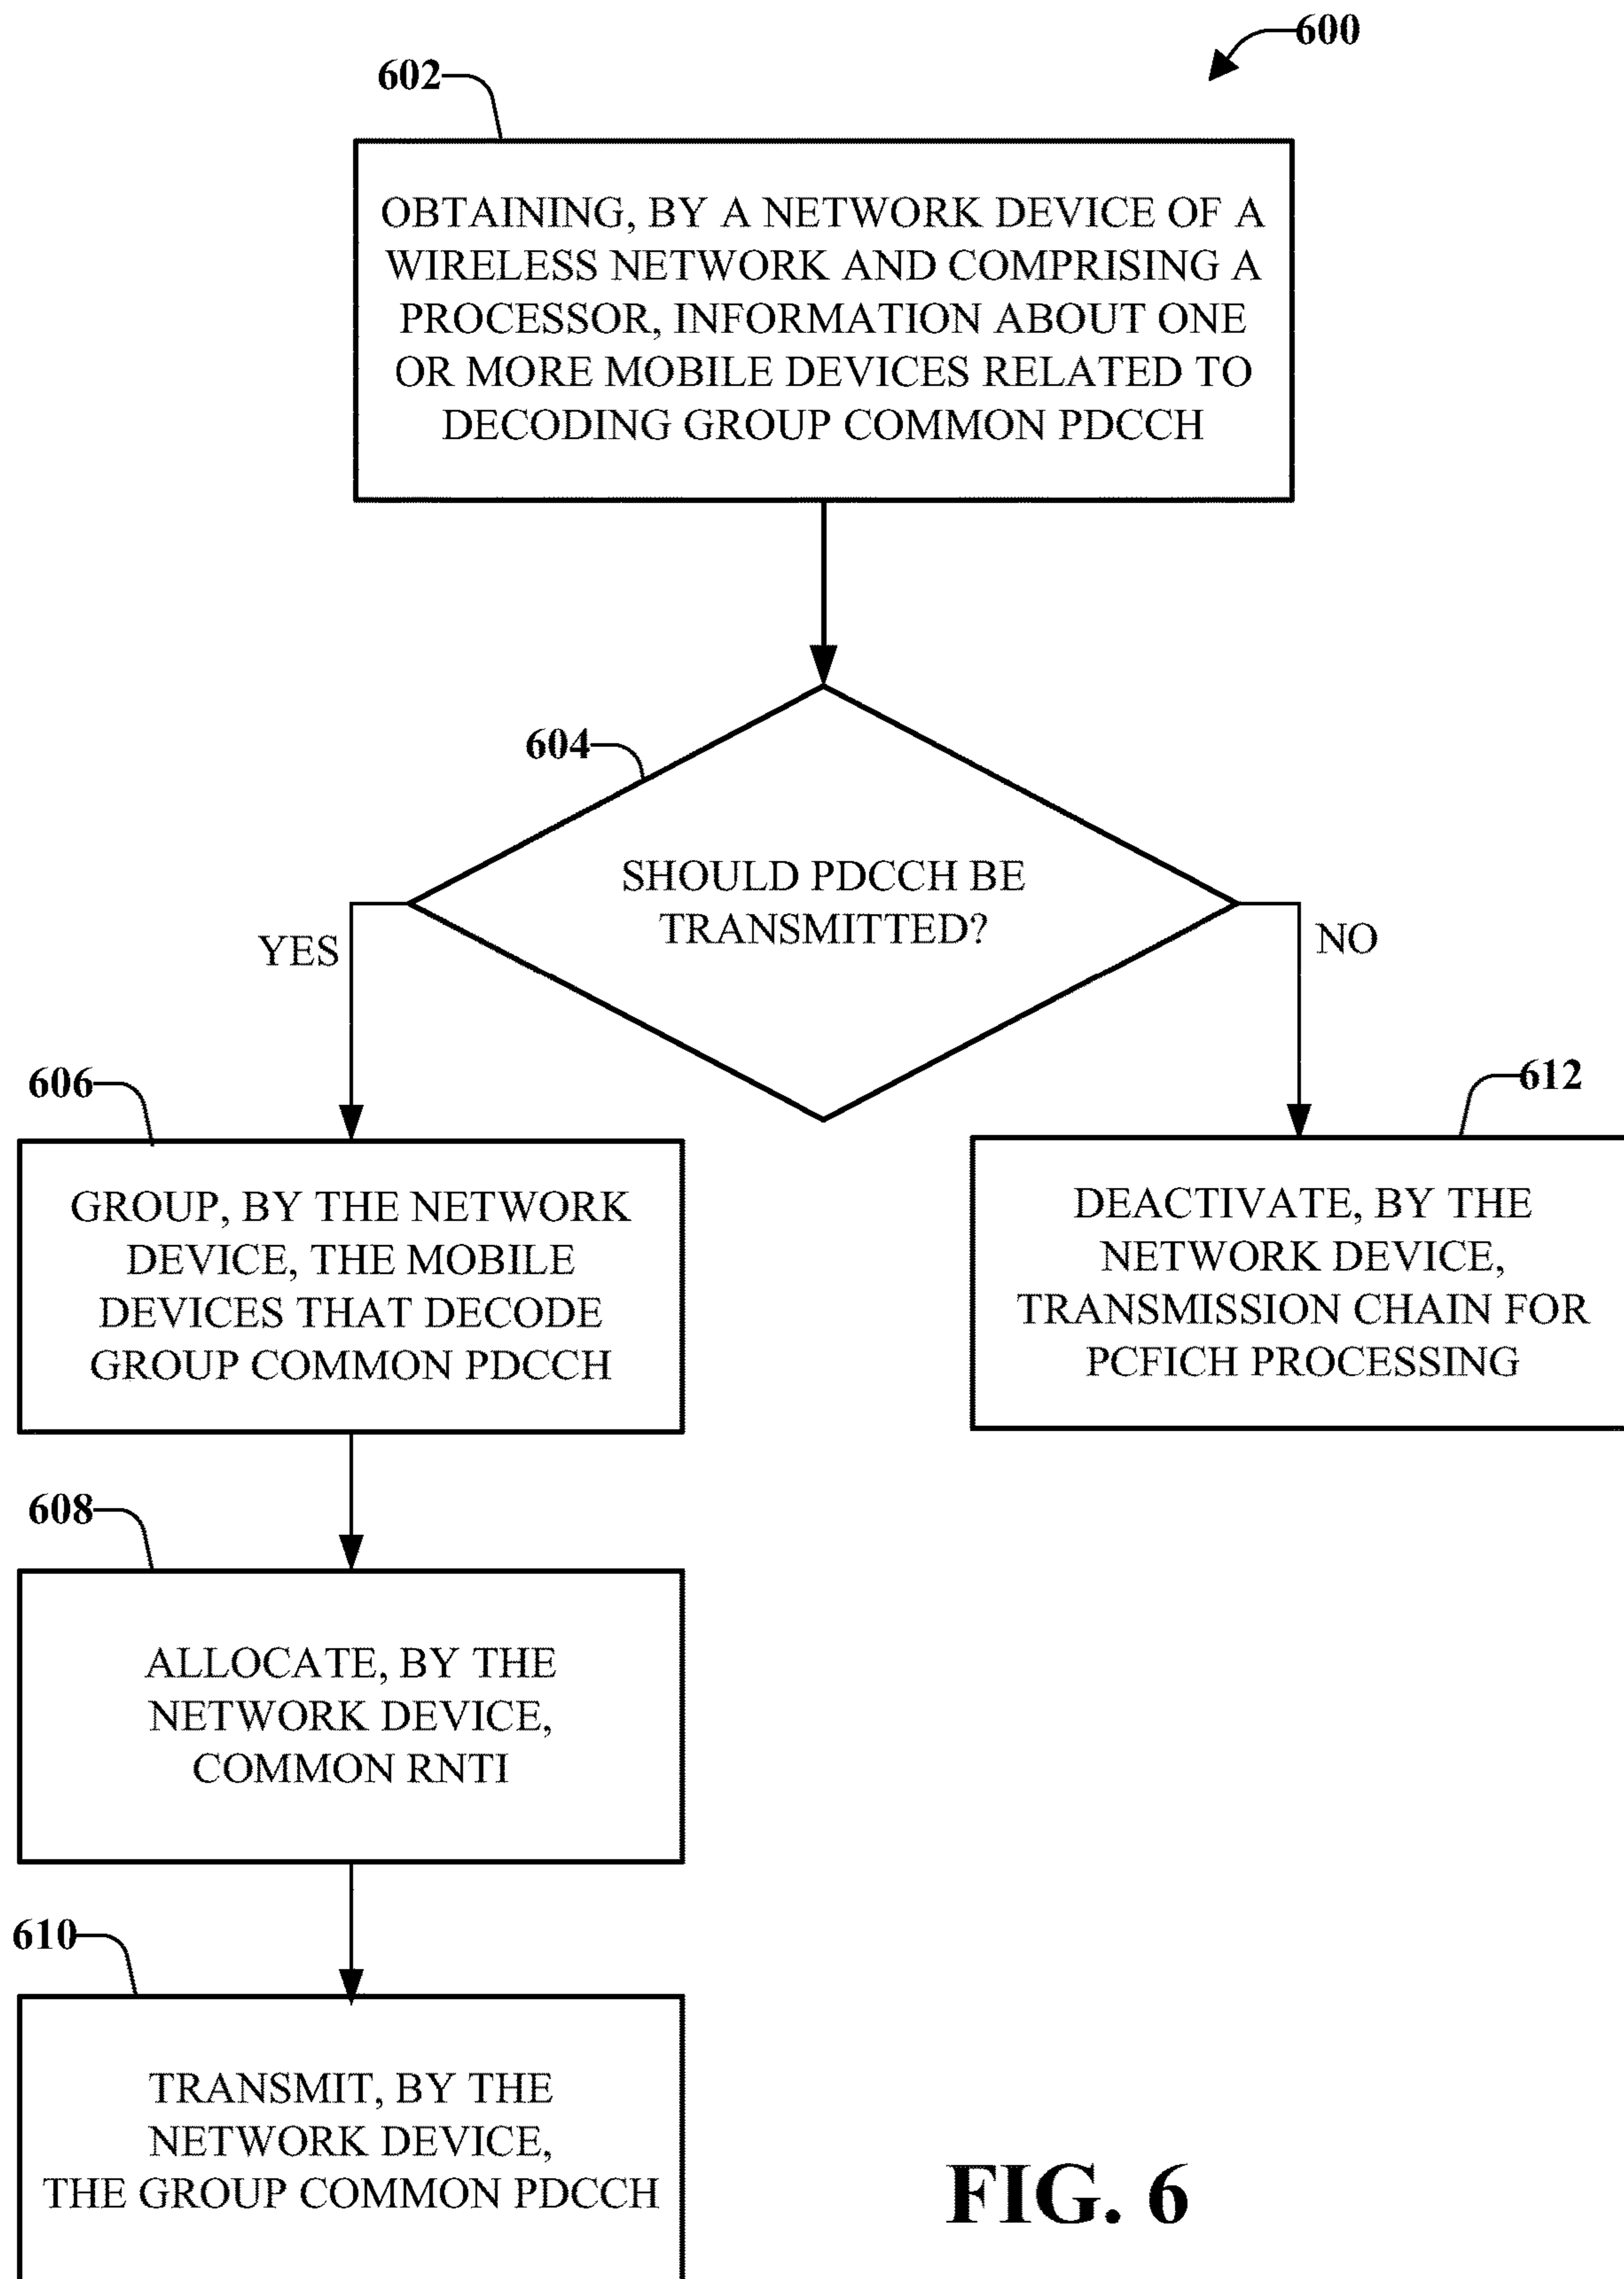 600
602
OBTAINING, BY A NETWORK DEVICE OF A
WIRELESS NETWORK AND COMPRISING A
PROCESSOR, INFORMATION ABOUT ONE
OR MORE MOBILE DEVICES RELATED TO
DECODING GROUP COMMON PDCCH
604
SHOULD PDCCH BE
TRANSMITTED?
YES
NO
606
GROUP, BY THE NETWORK
DEVICE, THE MOBILE
DEVICES THAT DECODE
GROUP COMMON PDCCH
612
DEACTIVATE, BY THE
NETWORK DEVICE,
TRANSMISSION CHAIN FOR
PCFICH PROCESSING
608
ALLOCATE, BY THE
NETWORK DEVICE,
COMMON RNTI
610
TRANSMIT, BY THE
NETWORK DEVICE,
THE GROUP COMMON PDCCH
FIG. 6